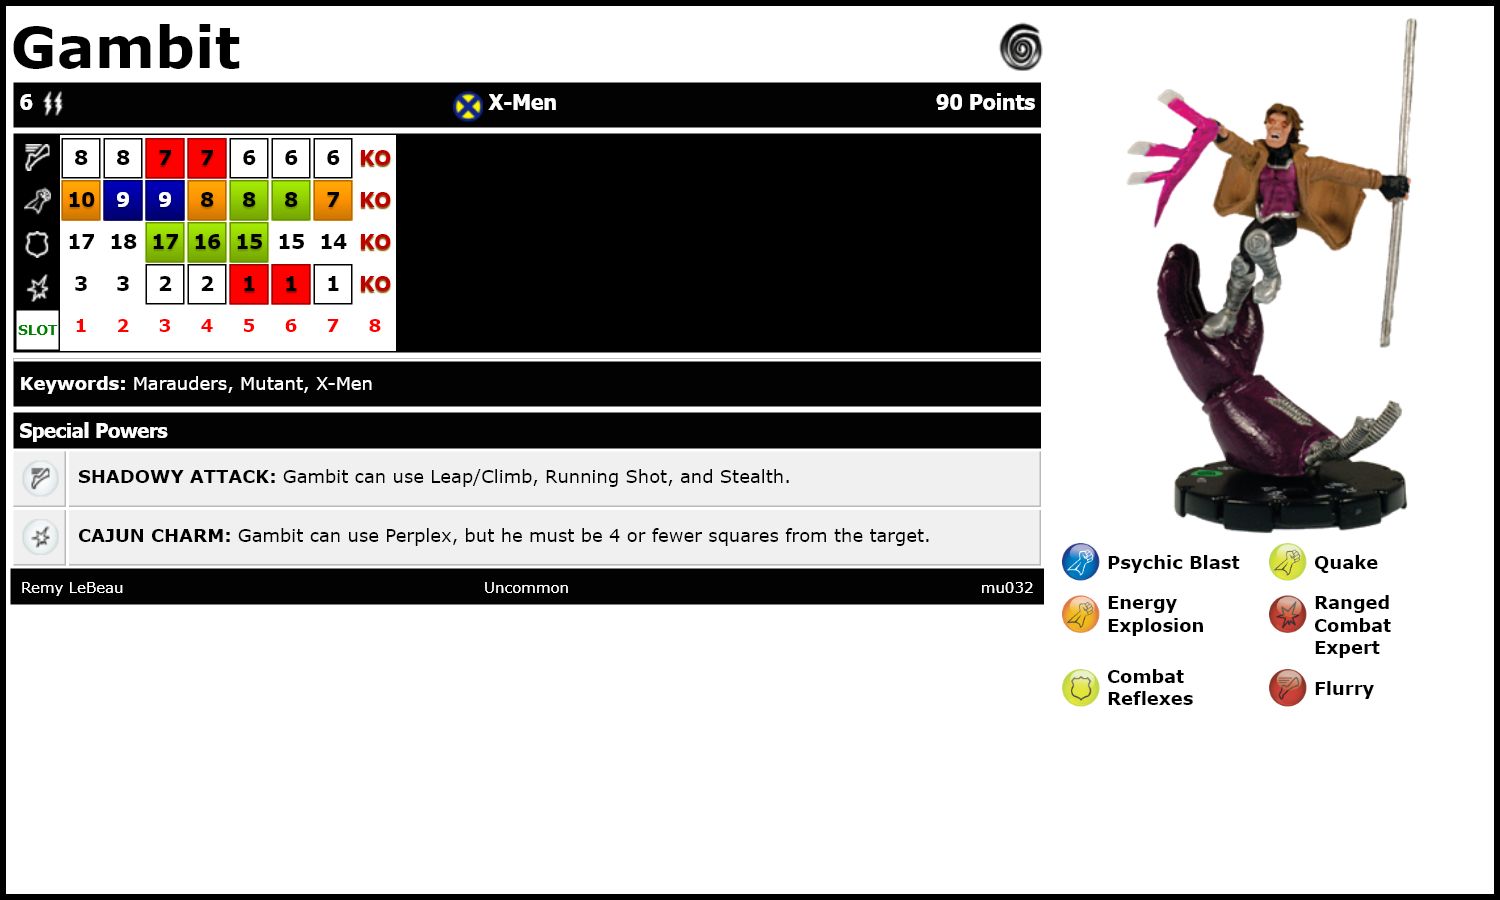 Gambit
6 X-Men 90 Points
8 8 7 7 6 6 6 KO
10 9 9 8 8 8 7 KO
17 18 17 16 15 15 14 KO
3 3 2 2 1 1 1 KO
SLOT 1 2 3 4 5 6 7 8
Keywords: Marauders, Mutant, X-Men
Special Powers
SHADOWY ATTACK: Gambit can use Leap/Climb, Running Shot, and Stealth.
CAJUN CHARM: Gambit can use Perplex, but he must be 4 or fewer squares from the target.
Remy LeBeau Uncommon mu032
Psychic Blast Quake
Energy
Explosion
Ranged
Combat
Expert
Combat
Reflexes
Flurry